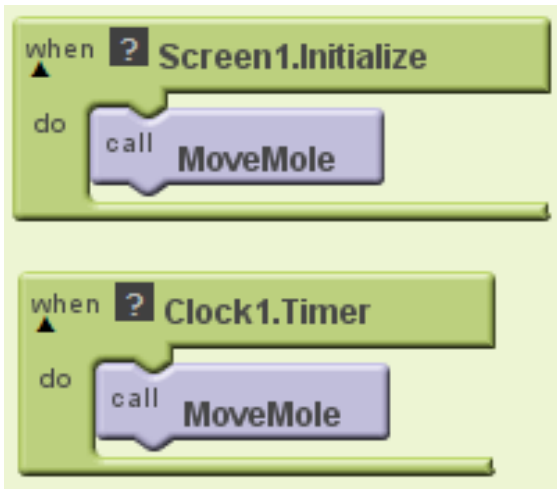 when ? Screen1.Initialize
do
call MoveMole
when ? Clock1.Timer
do
call MoveMole